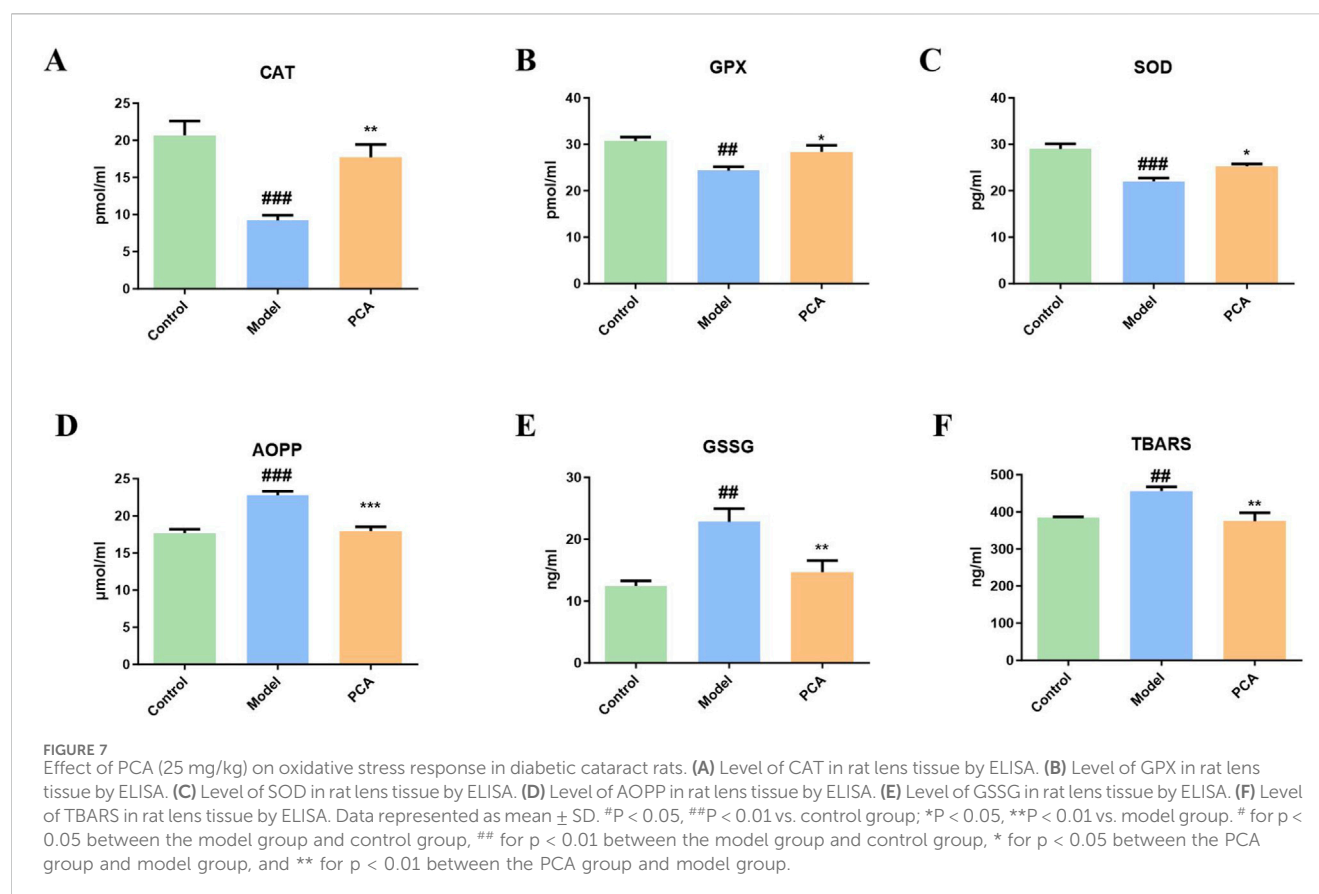 A
CAT
pmol/ml
25
20
15
10
5
0
###
**
Control
Model
PCA
B
GPX
pmol/ml
40
30
20
10
0
##
*
Control
Model
PCA
C
SOD
pg/ml
40
30
20
10
0
###
*
Control
Model
PCA
D
AOPP
μmol/ml
25
20
15
10
5
0
###
***
Control
Model
PCA
E
GSSG
ng/ml
30
20
10
0
##
**
Control
Model
PCA
F
TBARS
ng/ml
500
400
300
200
100
0
##
**
Control
Model
PCA
FIGURE 7
Effect of PCA (25 mg/kg) on oxidative stress response in diabetic cataract rats. (A) Level of CAT in rat lens tissue by ELISA. (B) Level of GPX in rat lens
tissue by ELISA. (C) Level of SOD in rat lens tissue by ELISA. (D) Level of AOPP in rat lens tissue by ELISA. (E) Level of GSSG in rat lens tissue by ELISA. (F) Level
of TBARS in rat lens tissue by ELISA. Data represented as mean ± SD. #P < 0.05, ##P < 0.01 vs. control group; *P < 0.05, **P < 0.01 vs. model group. # for p <
0.05 between the model group and control group, ## for p < 0.01 between the model group and control group, * for p < 0.05 between the PCA
group and model group, and ** for p < 0.01 between the PCA group and model group.